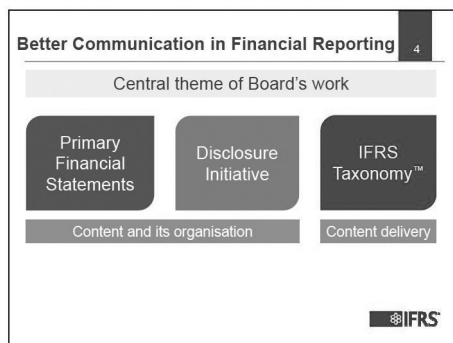 Better Communication in Financial Reporting
4
Central theme of Board's work
Primary
Financial
Statements
Disclosure
Initiative
IFRS
Taxonomy™
Content and its organisation
Content delivery
IFRS